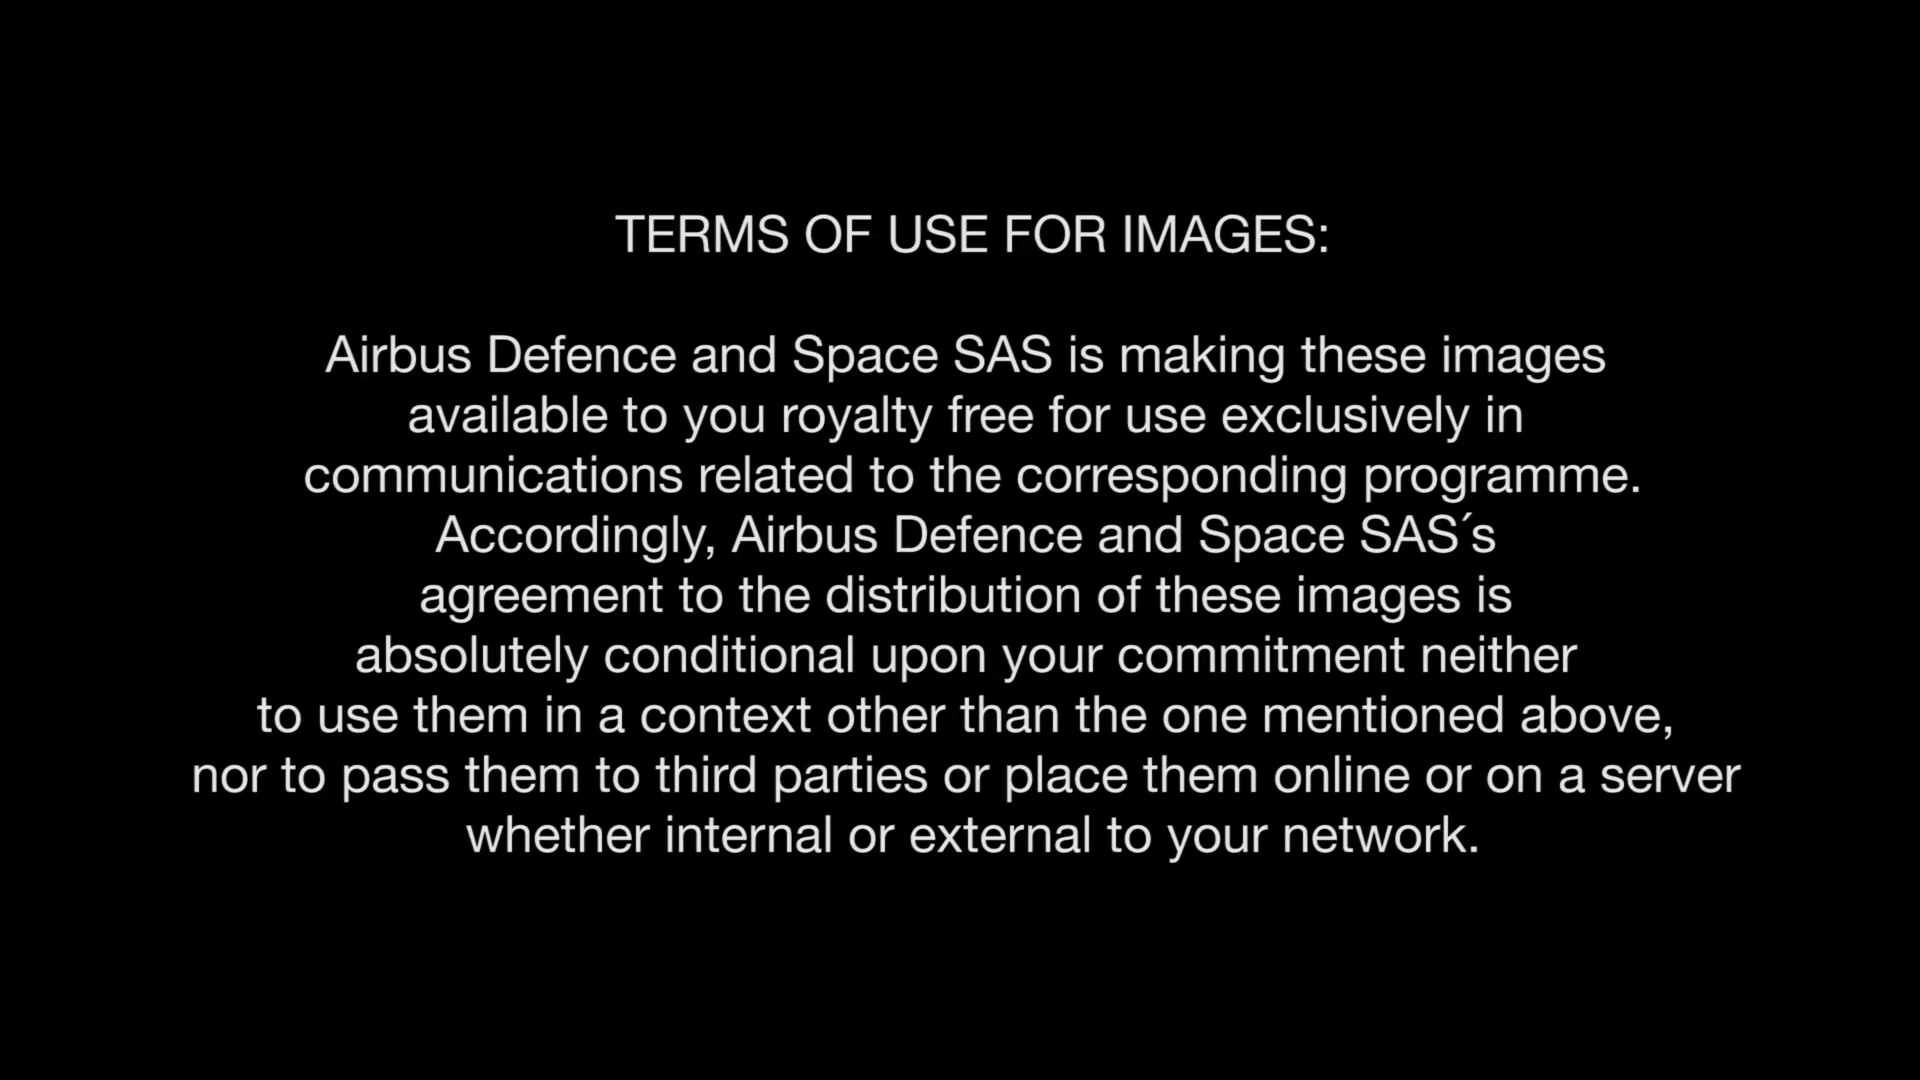 TERMS OF USE FOR IMAGES:
Airbus Defence and Space SAS is making these images
available to you royalty free for use exclusively in
communications related to the corresponding programme.
Accordingly, Airbus Defence and Space SAS´s
agreement to the distribution of these images is
absolutely conditional upon your commitment neither
to use them in a context other than the one mentioned above,
nor to pass them to third parties or place them online or on a server
whether internal or external to your network.